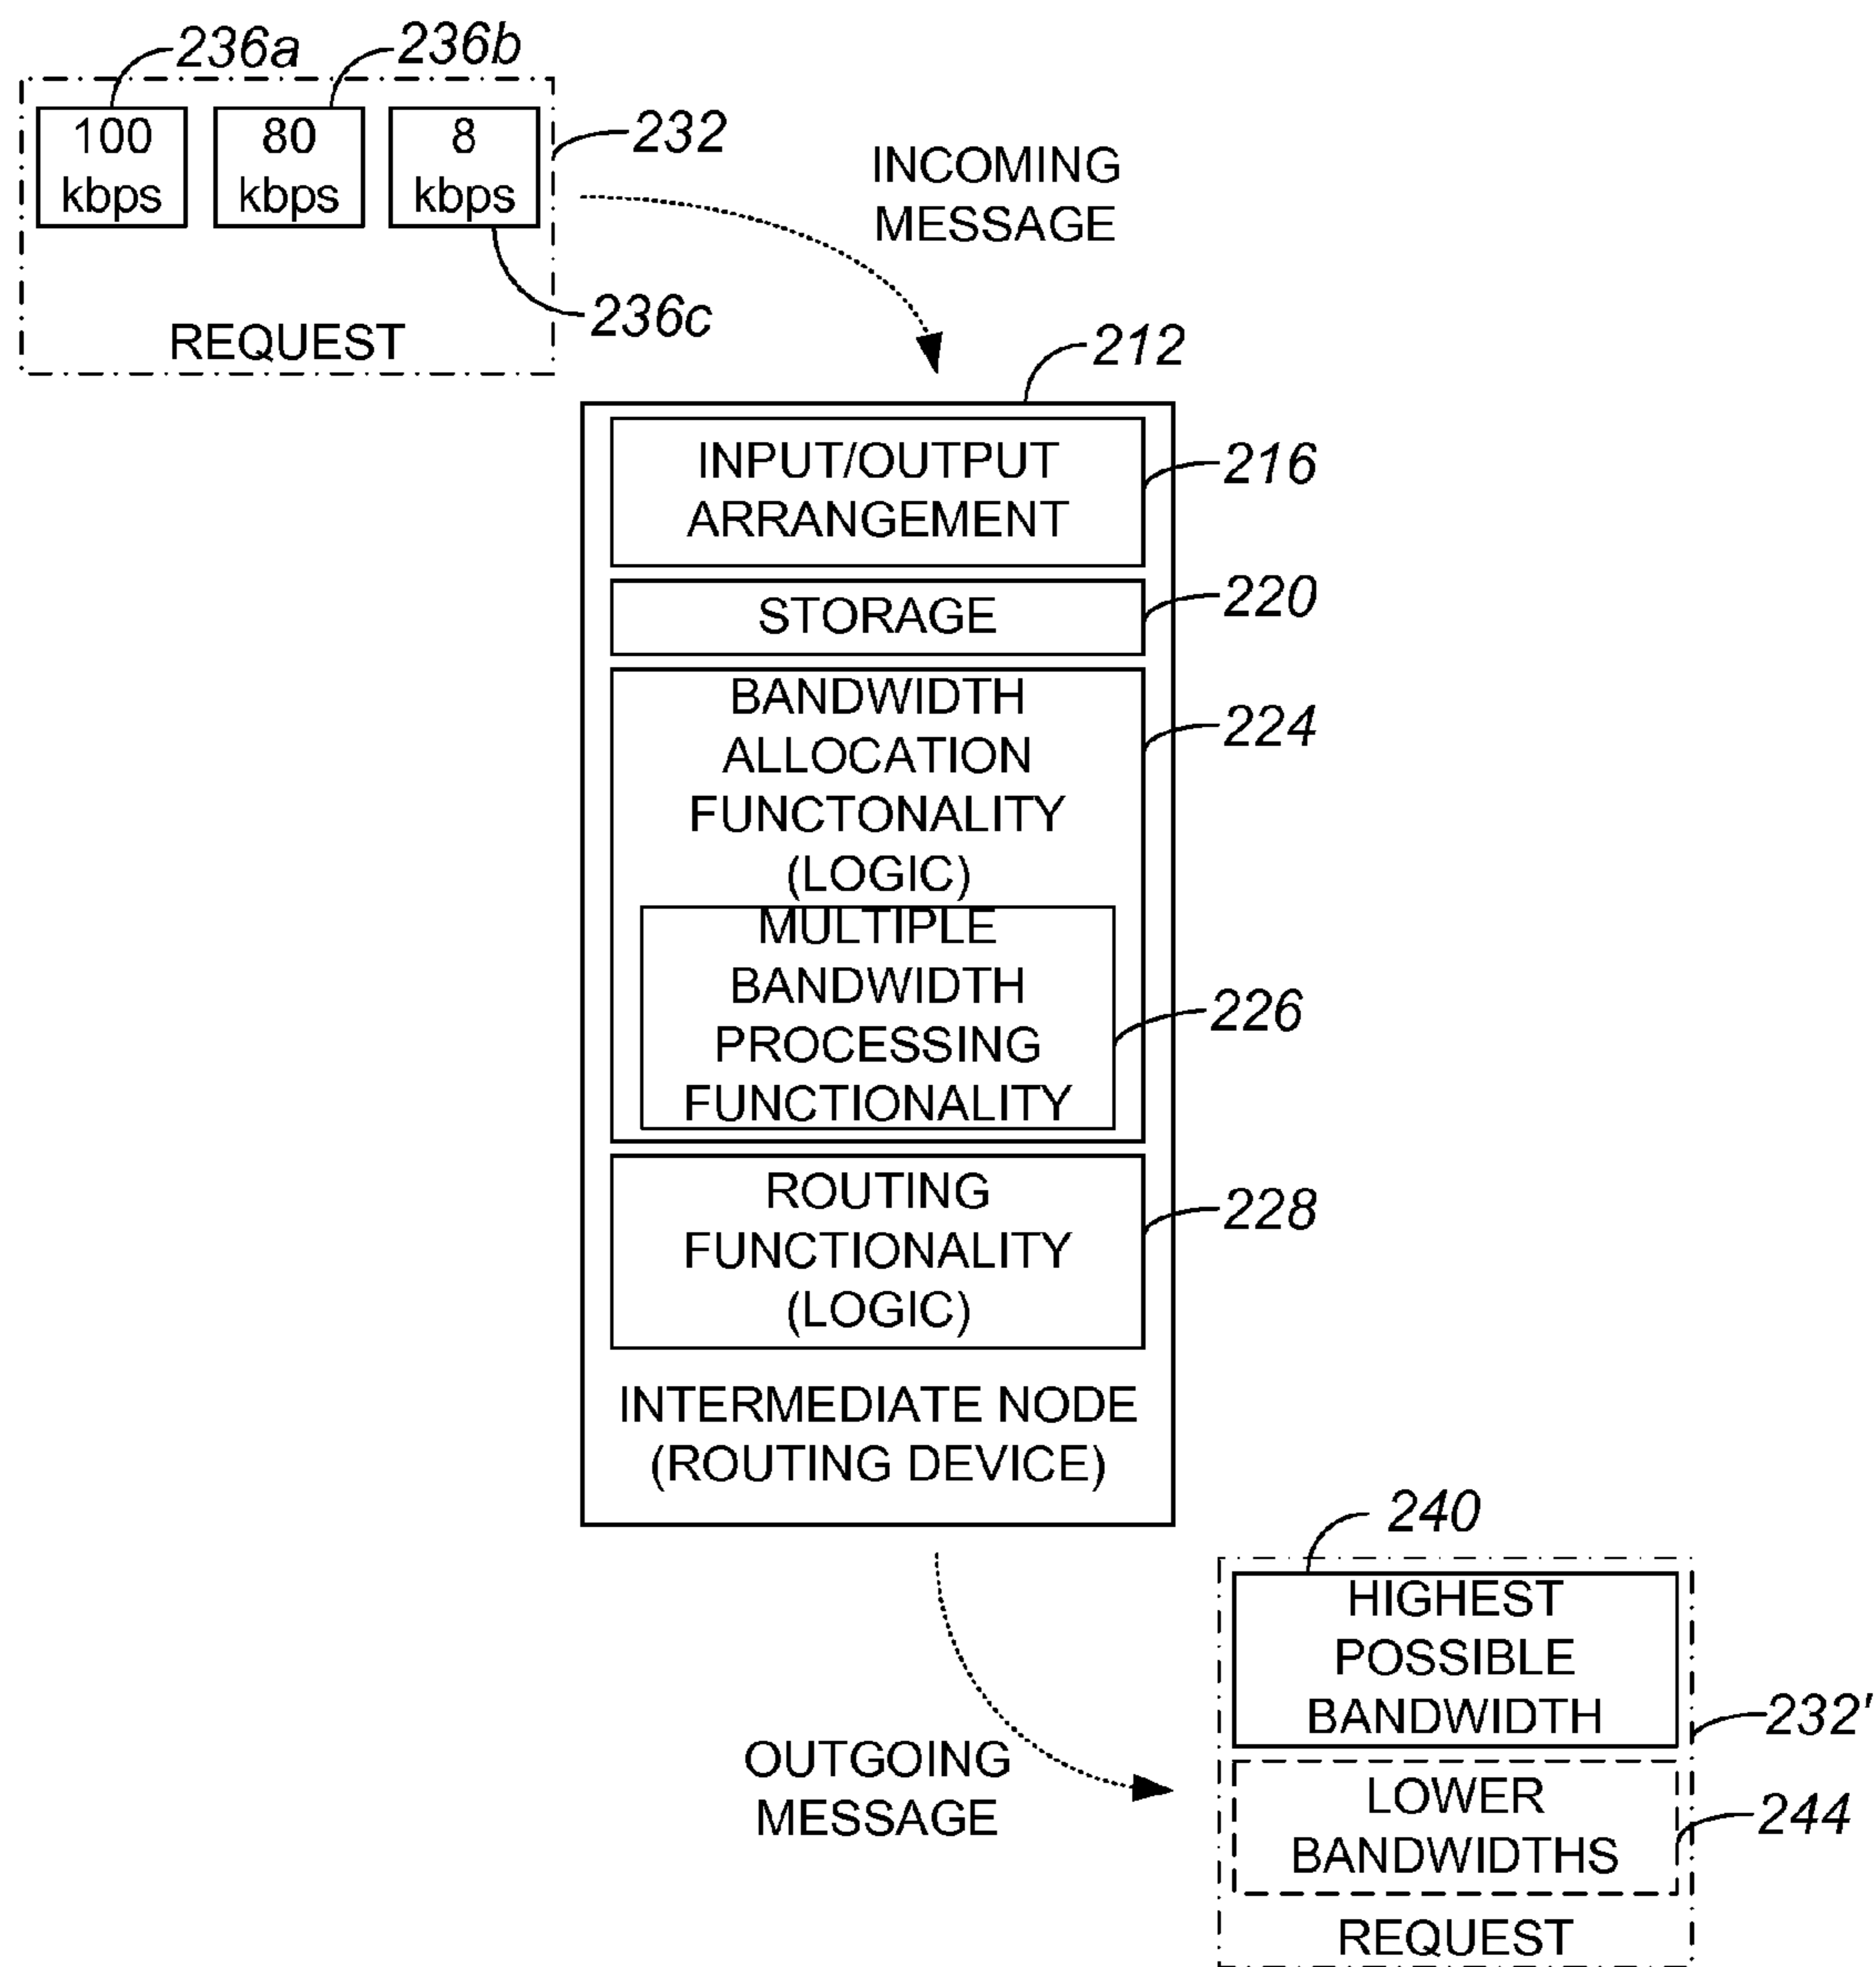 236a
236b
100
kbps
80
kbps
8
kbps
232
236c
REQUEST
INCOMING
MESSAGE
212
INPUT/OUTPUT
ARRANGEMENT
216
STORAGE
220
BANDWIDTH
ALLOCATION
FUNCTONALITY
(LOGIC)
224
MULTIPLE
BANDWIDTH
PROCESSING
FUNCTIONALITY
226
ROUTING
FUNCTIONALITY
(LOGIC)
228
INTERMEDIATE NODE
(ROUTING DEVICE)
OUTGOING
MESSAGE
240
HIGHEST
POSSIBLE
BANDWIDTH
232'
LOWER
BANDWIDTHS
244
REQUEST